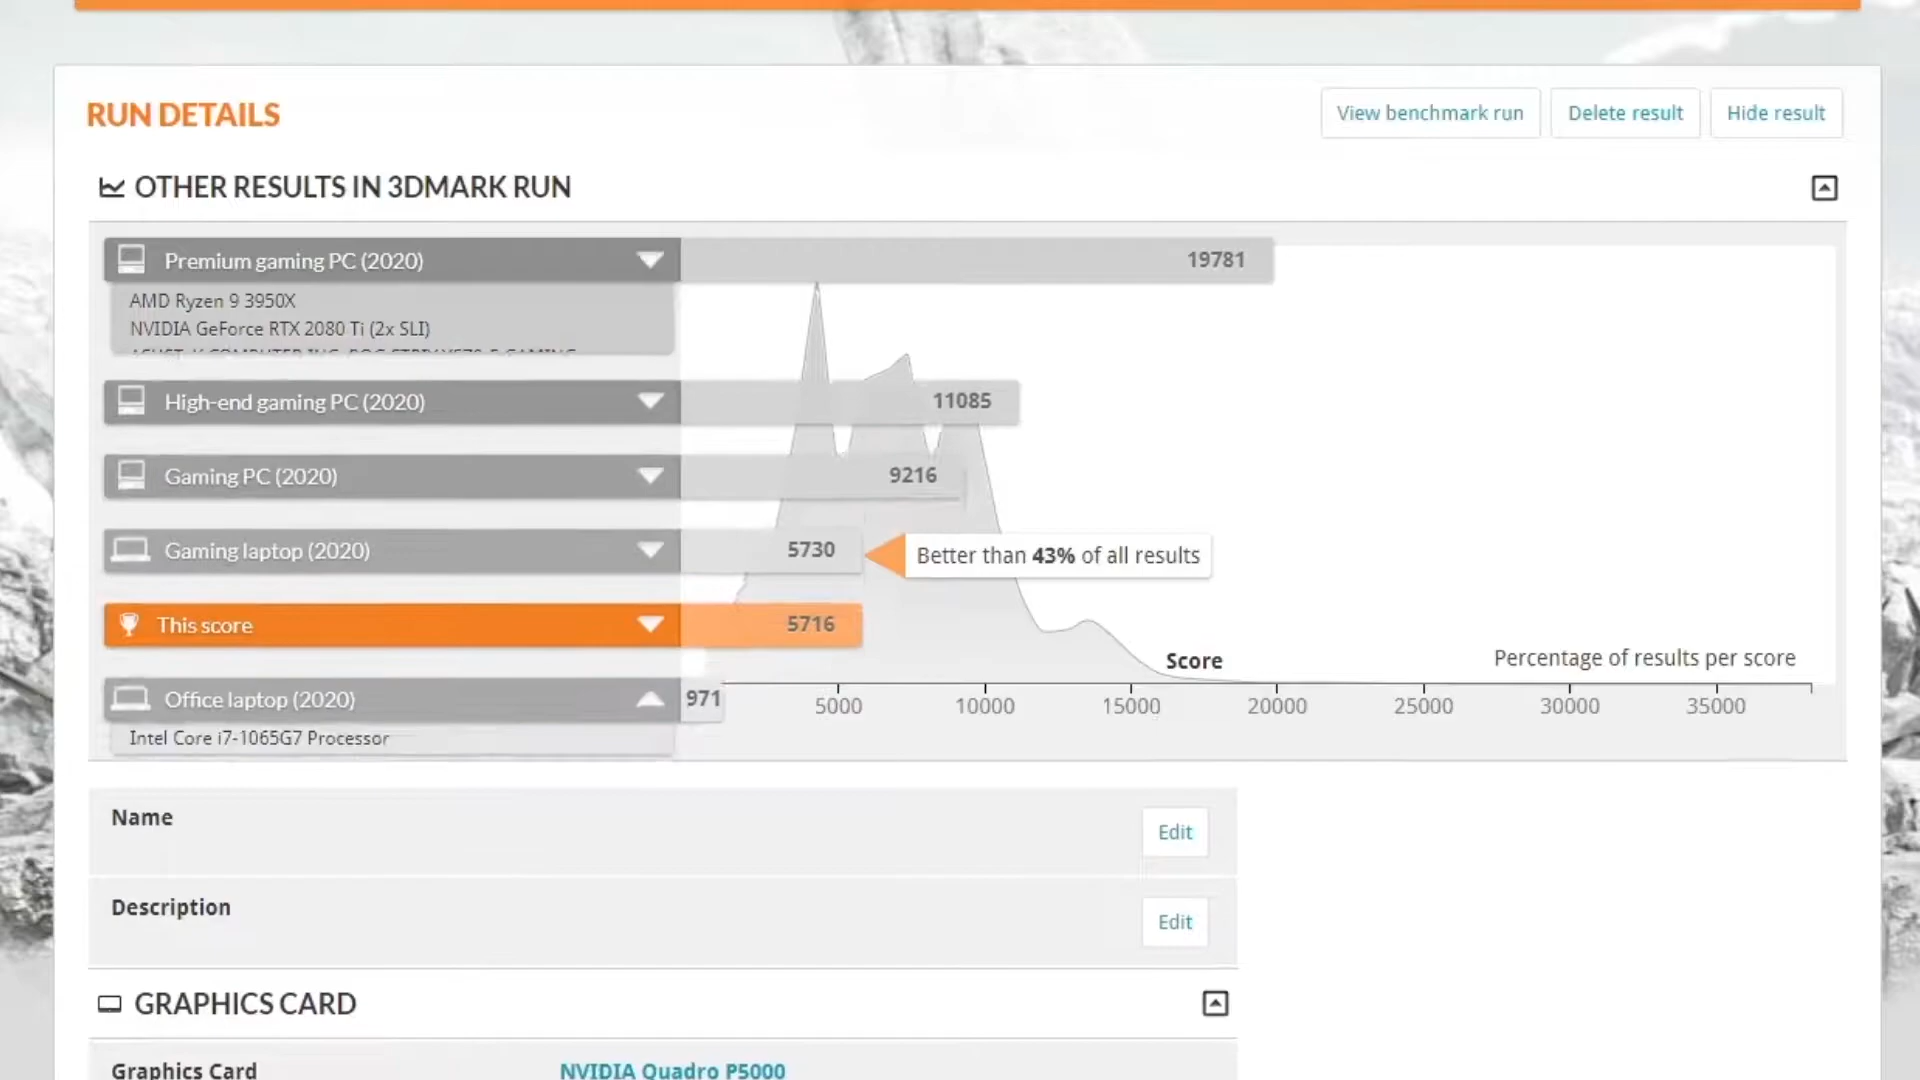 RUN DETAILS
View benchmark run
Delete result
Hide result
OTHER RESULTS IN 3DMARK RUN
Premium gaming PC (2020)
19781
AMD Ryzen 9 3950X
NVIDIA GeForce RTX 2080 Ti (2x SLI)
High-end gaming PC (2020)
11085
Gaming PC (2020)
9216
Gaming laptop (2020)
5730
Better than 43% of all results
This score
5716
Score
Percentage of results per score
Office laptop (2020)
971
5000
10000
15000
20000
25000
30000
35000
Intel Core i7-1065G7 Processor
Name
Edit
Description
Edit
GRAPHICS CARD
Graphics Card
NVIDIA Quadro P5000